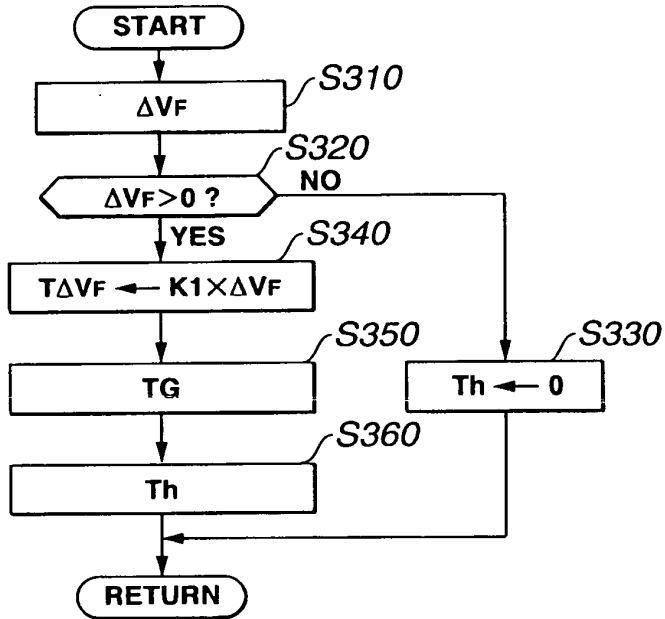 START
S310
ΔVF
S320
ΔVF>0 ?
NO
YES
S340
TΔVF ← K1×ΔVF
S350
TG
S330
Th ← 0
S360
Th
RETURN